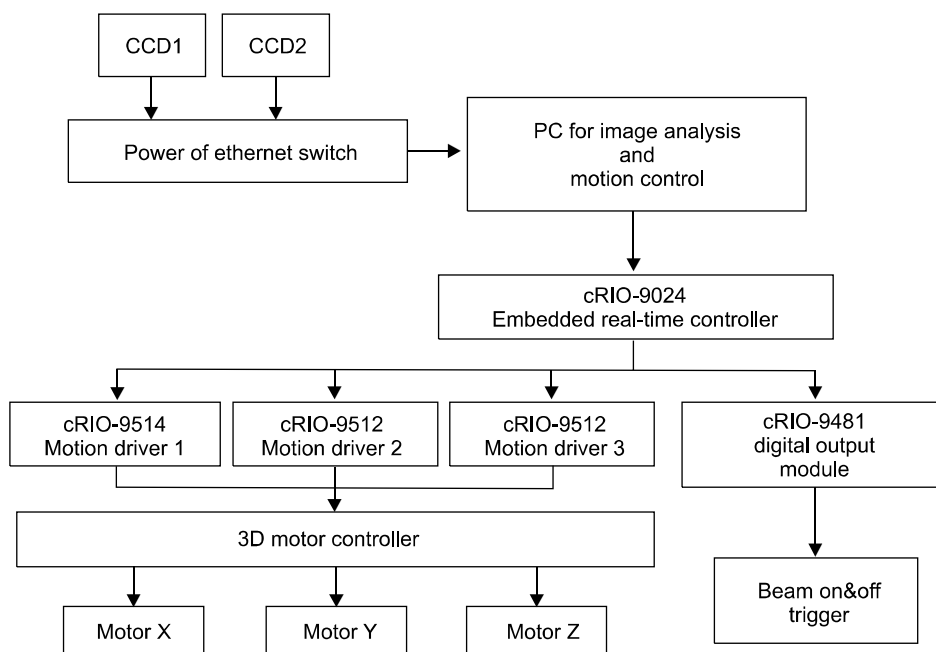 CCD1
CCD2
Power of ethernet switch
PC for image analysis
and
motion control
cRIO-9024
Embedded real-time controller
cRIO-9514
Motion driver 1
cRIO-9512
Motion driver 2
cRIO-9512
Motion driver 3
cRIO-9481
digital output
module
3D motor controller
Beam on&off
trigger
Motor X
Motor Y
Motor Z